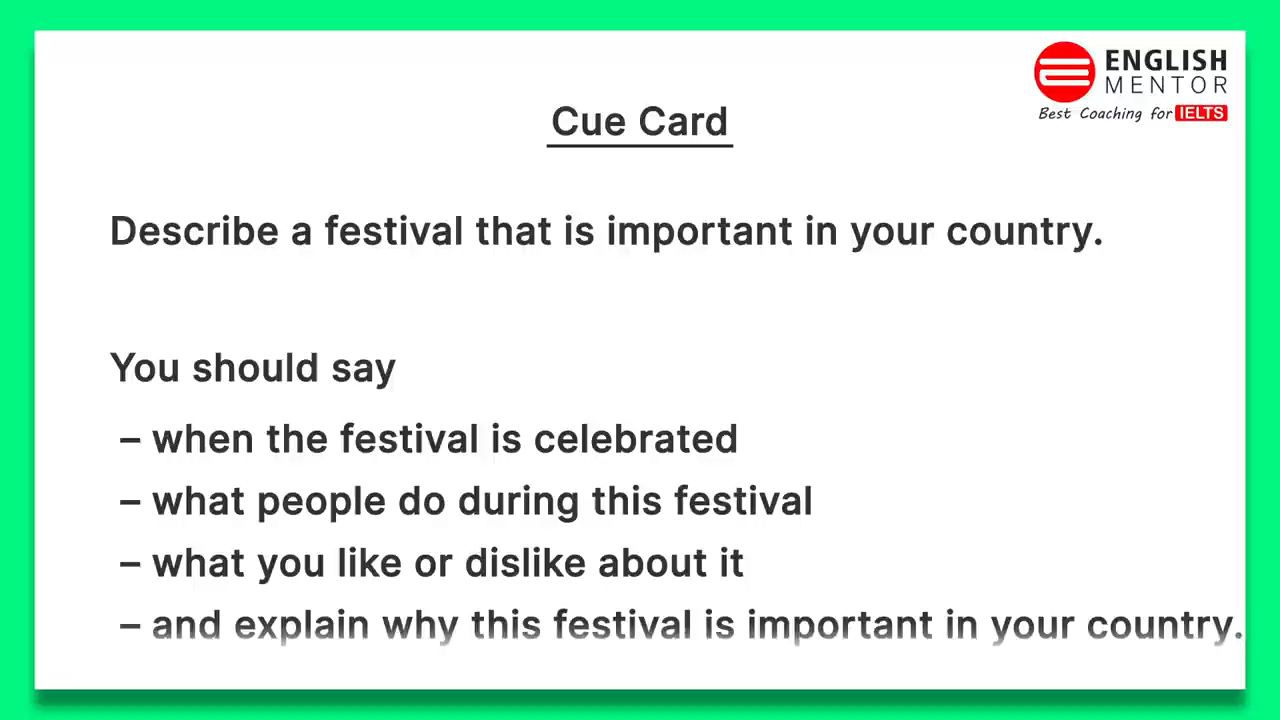 ENGLISH
MENTOR
Best Coaching for IELTS
Cue Card
Describe a festival that is important in your country.
You should say
– when the festival is celebrated
– what people do during this festival
– what you like or dislike about it
– and explain why this festival is important in your country.